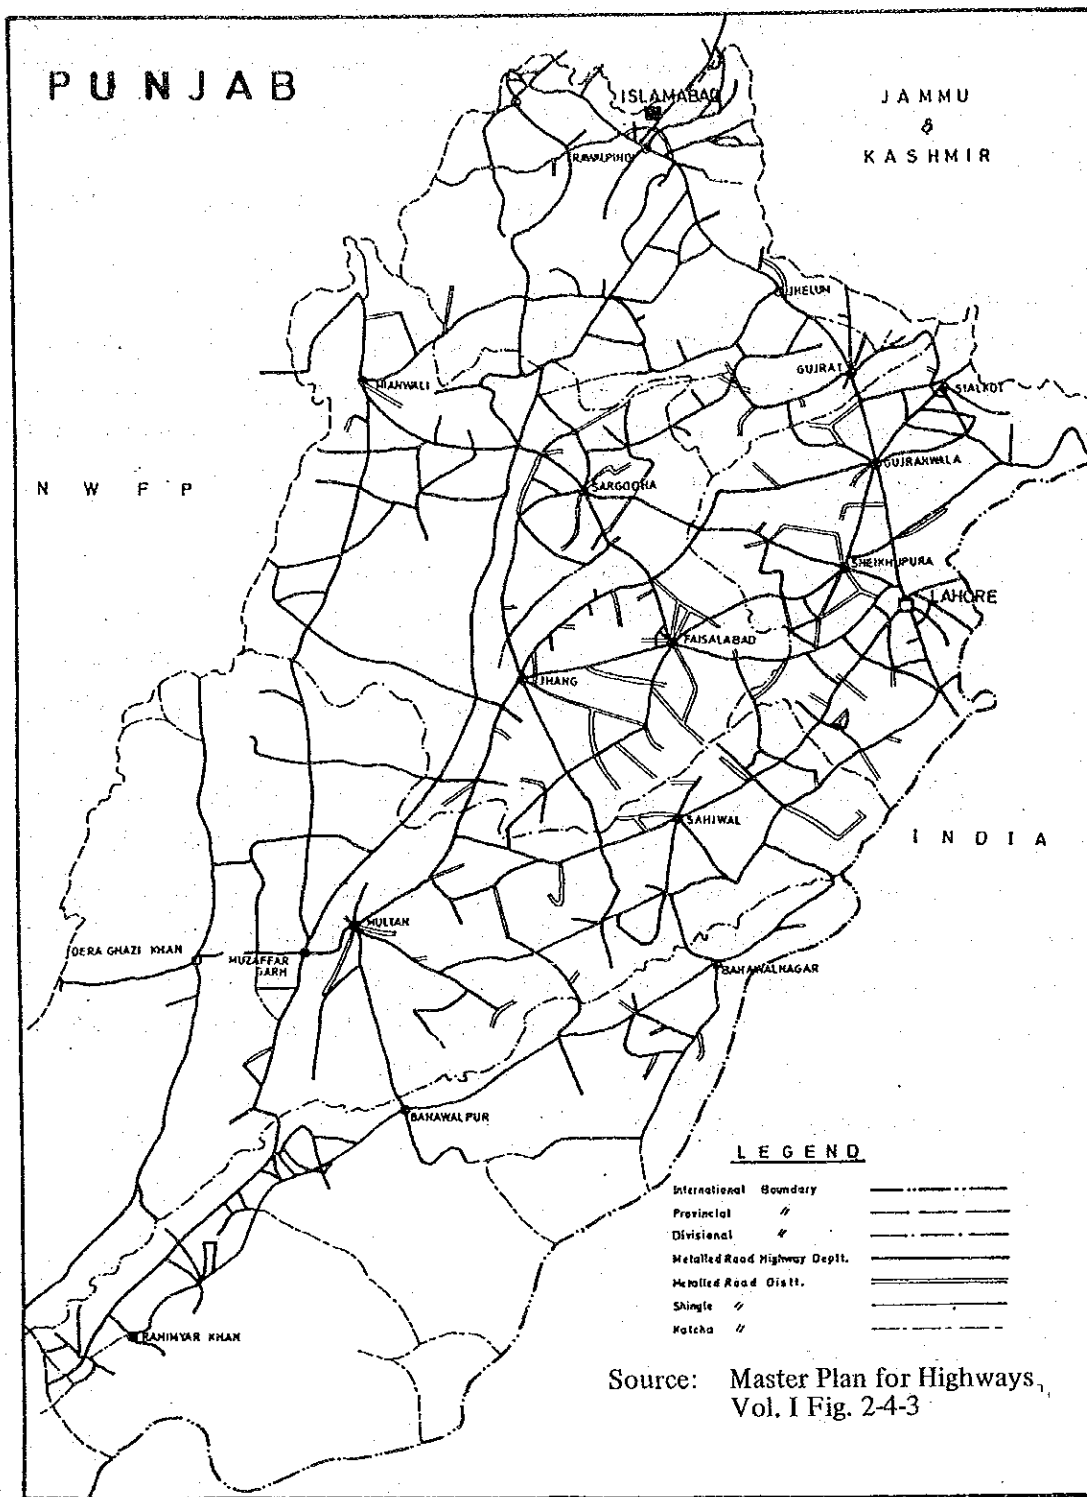 PUNJAB
ISLAMABAD
JAMMU
&
KASHMIR
RAWALPINDI
JHELUM
GUJRAT
MIANWALI
SIALKOT
GUJRANWALA
NWFP
SARGODHA
SHEIKHUPURA
LAHORE
FAISALABAD
JHANG
SAHIWAL
INDIA
MULTAN
DERA GHAZI KHAN
MUZAFFAR
GARH
BAHAWALNAGAR
BAHAWALPUR
LEGEND
International Boundary
Provincial "
Divisional "
Metalled Road Highway Deptt.
Metalled Road Distt.
Shingle "
Katcha "
RAHIMYAR KHAN
Source: Master Plan for Highways,
Vol. I Fig. 2-4-3